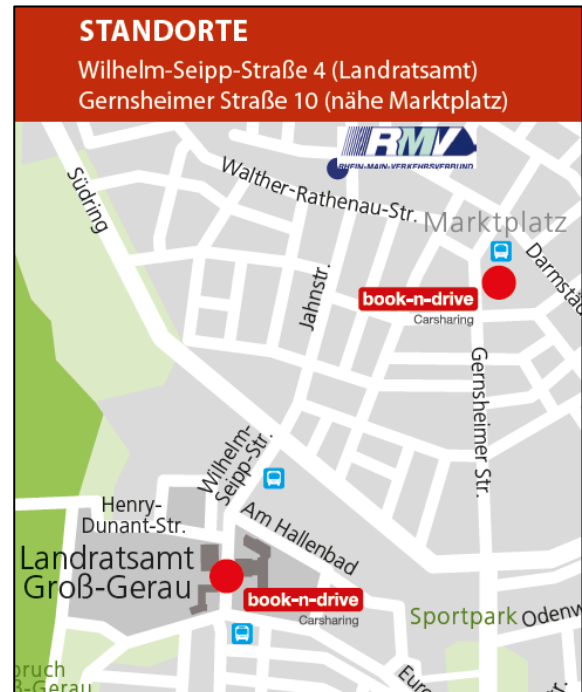 STANDORTE
Wilhelm-Seipp-Straße 4 (Landratsamt)
Gernsheimer Straße 10 (nähe Marktplatz)
RMV
RHEIN-MAIN-VERKEHRSVERBUND
Walther-Rathenau-Str.
Südring
Marktplatz
Jahnstr.
book-n-drive
Carsharing
Gernsheimer Str.
Wilhelm-
Seipp-Str.
Henry-
Dunant-Str.
Am Hallenbad
Landratsamt
Groß-Gerau
book-n-drive
Carsharing
Sportpark